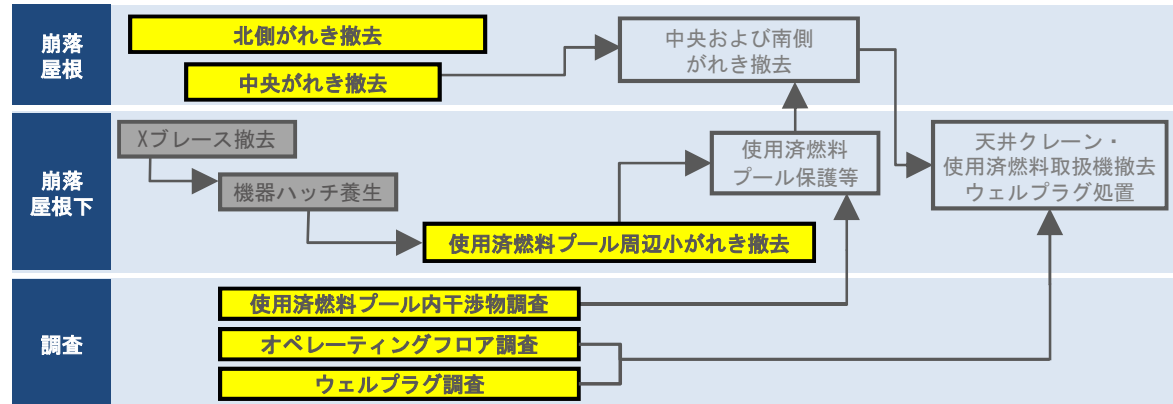 崩落
屋根
北側がれき撤去
中央がれき撤去
中央および南側
がれき撤去
崩落
屋根下
Xブレース撤去
機器ハッチ養生
使用済燃料プール周辺小がれき撤去
使用済燃料
プール保護等
天井クレーン・
使用済燃料取扱機撤去
ウェルプラグ処置
調査
使用済燃料プール内干渉物調査
オペレーティングフロア調査
ウェルプラグ調査